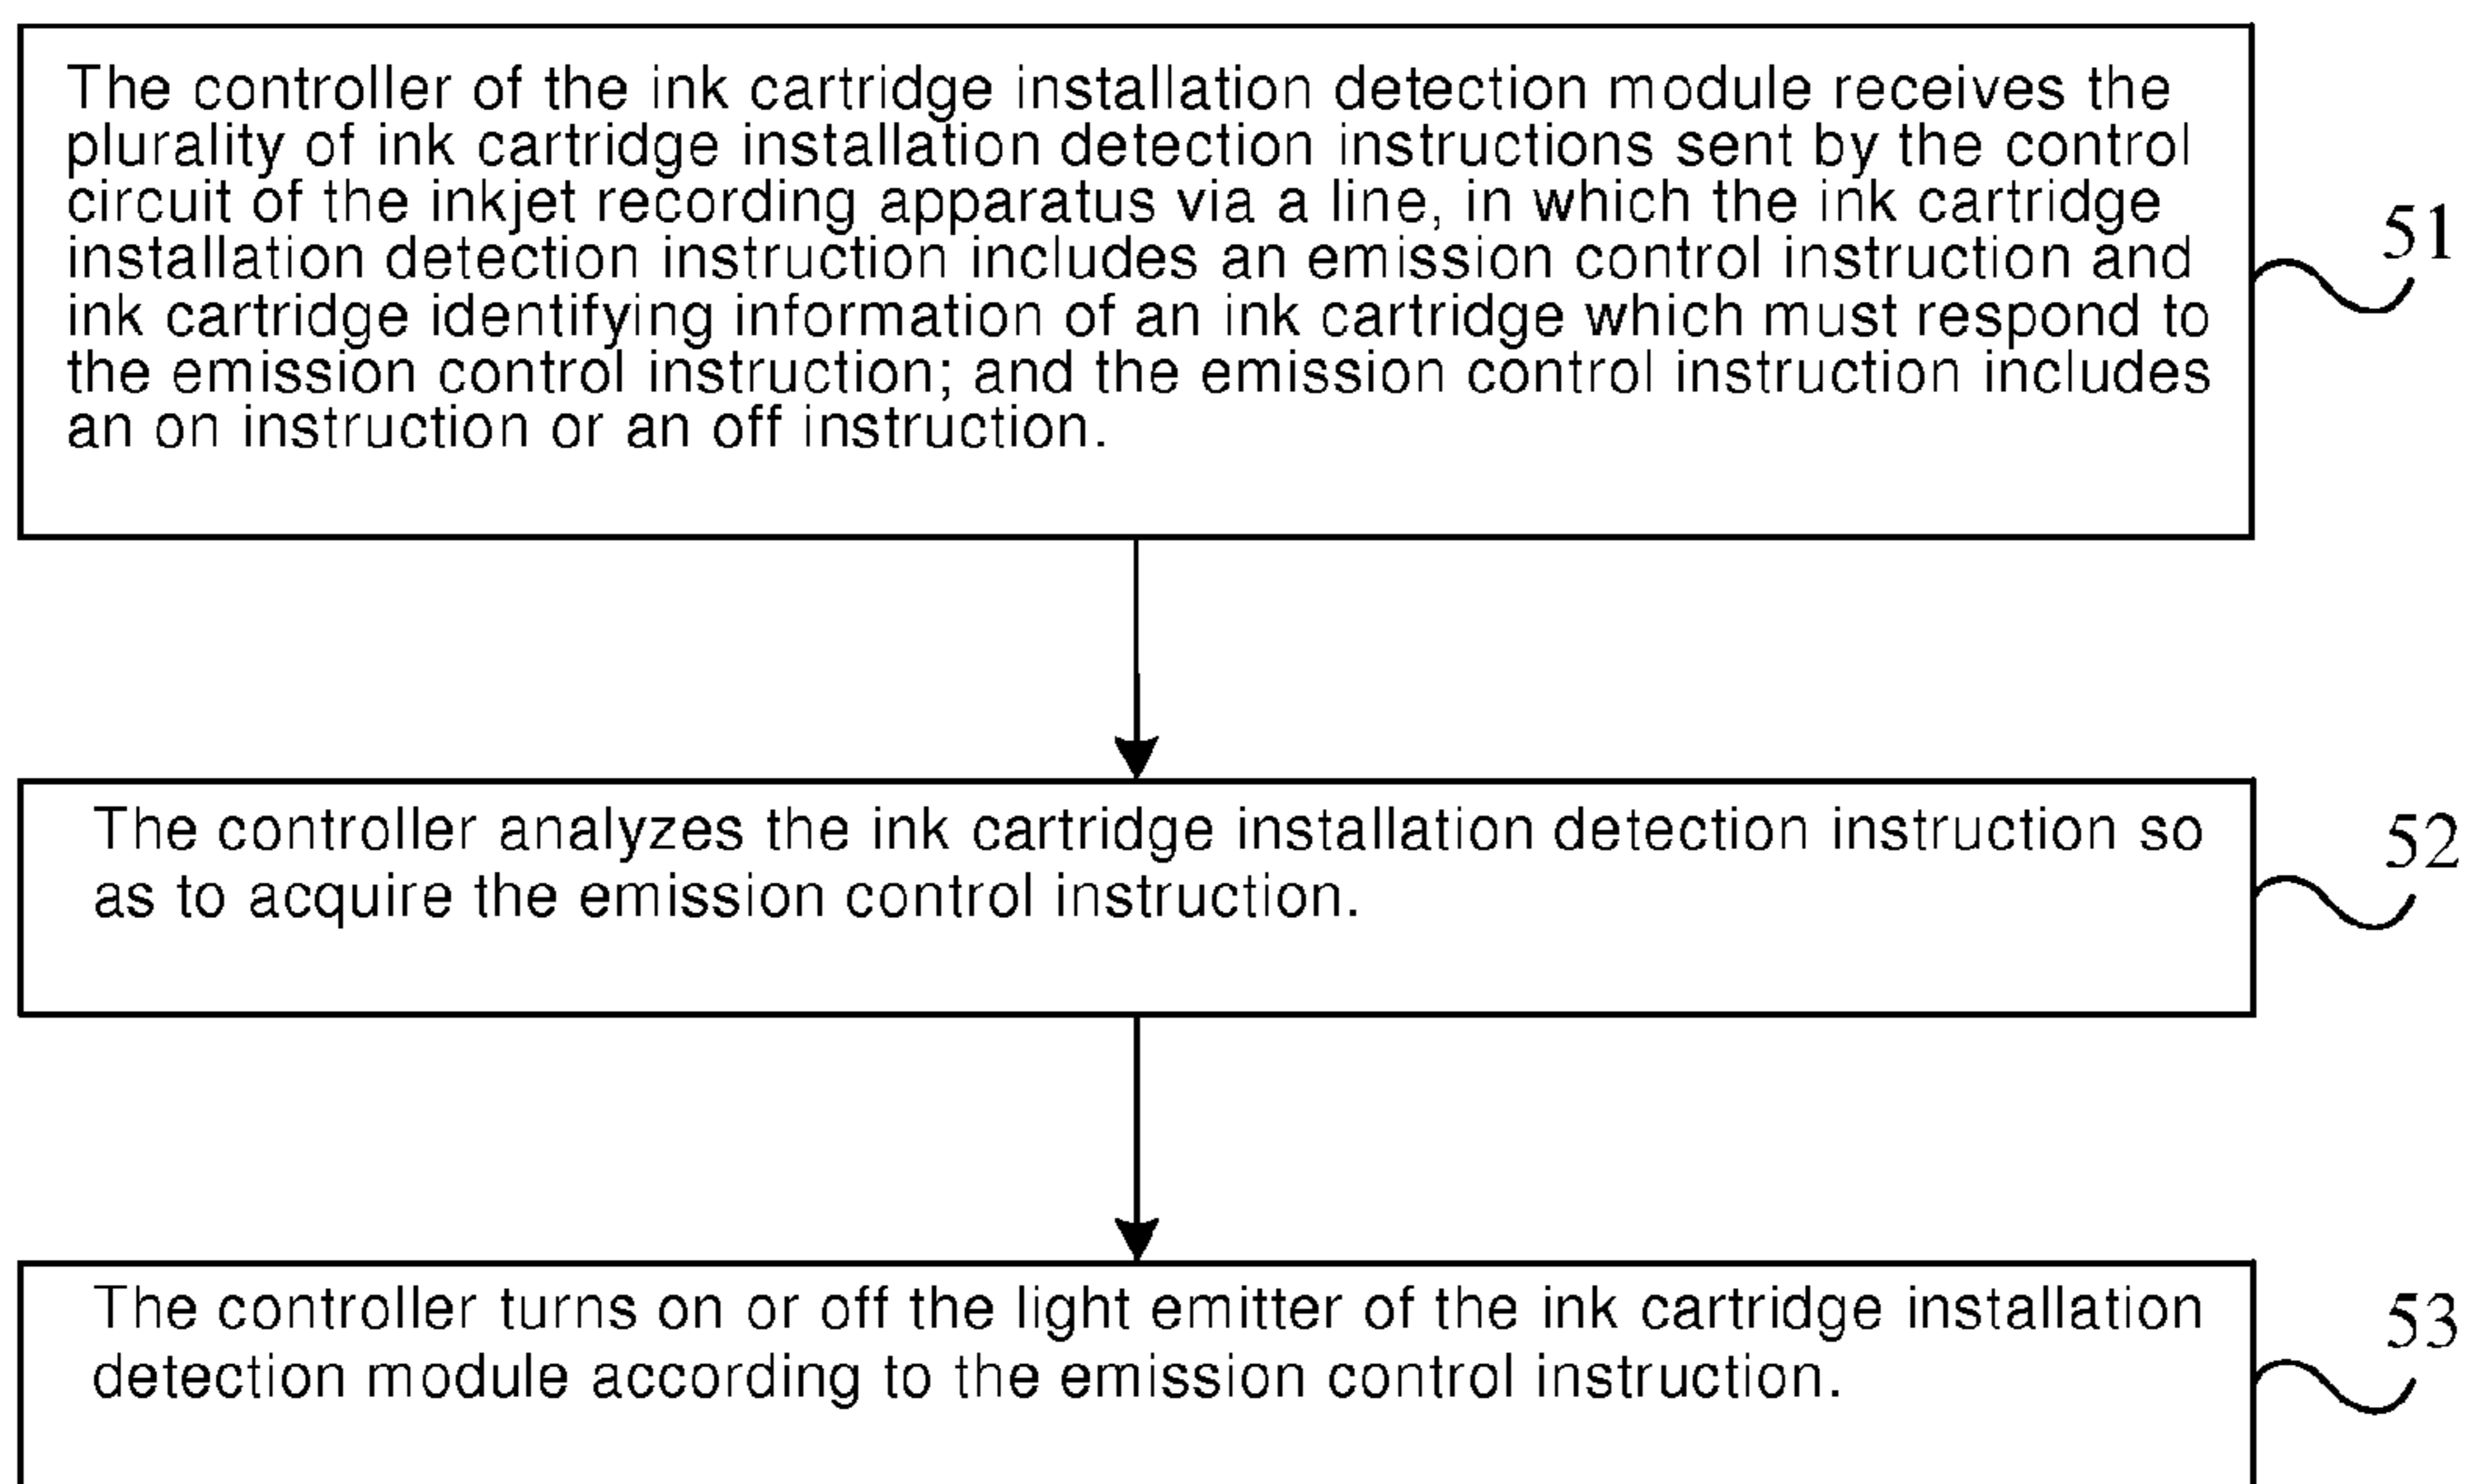 The controller of the ink cartridge installation detection module receives the
plurality of ink cartridge installation detection instructions sent by the control
circuit of the inkjet recording apparatus via a line, in which the ink cartridge
installation detection instruction includes an emission control instruction and
ink cartridge identifying information of an ink cartridge which must respond to
the emission control instruction; and the emission control instruction includes
an on instruction or an off instruction.
51
The controller analyzes the ink cartridge installation detection instruction so
as to acquire the emission control instruction.
52
The controller turns on or off the light emitter of the ink cartridge installation
detection module according to the emission control instruction.
53